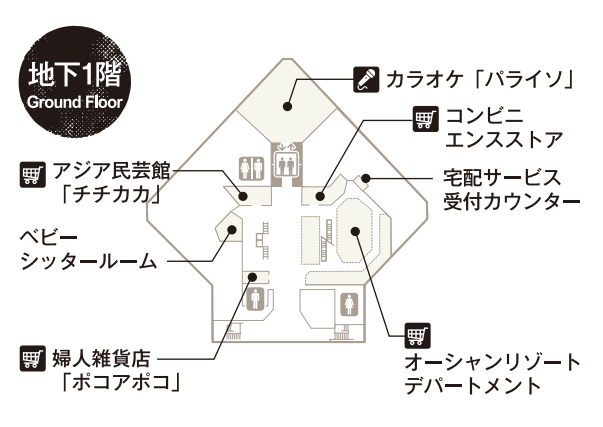 地下1階
Ground Floor
カラオケ「パライソ」
コンビニ
エンスストア
アジア民芸館
「チチカカ」
宅配サービス
受付カウンター
ベビー
シッタールーム
婦人雑貨店
「ポコアポコ」
オーシャンリゾート
デパートメント